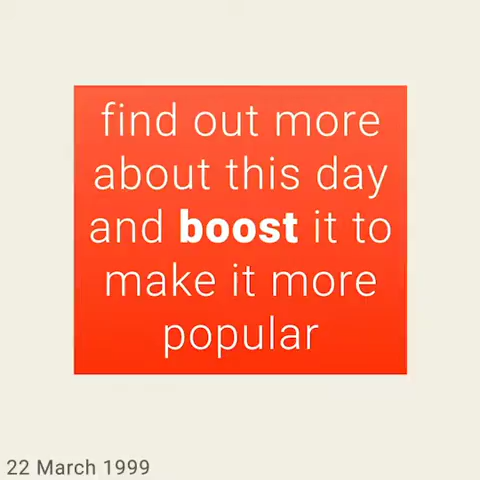 find out more
about this day
and boost it to
make it more
popular
22 March 1999